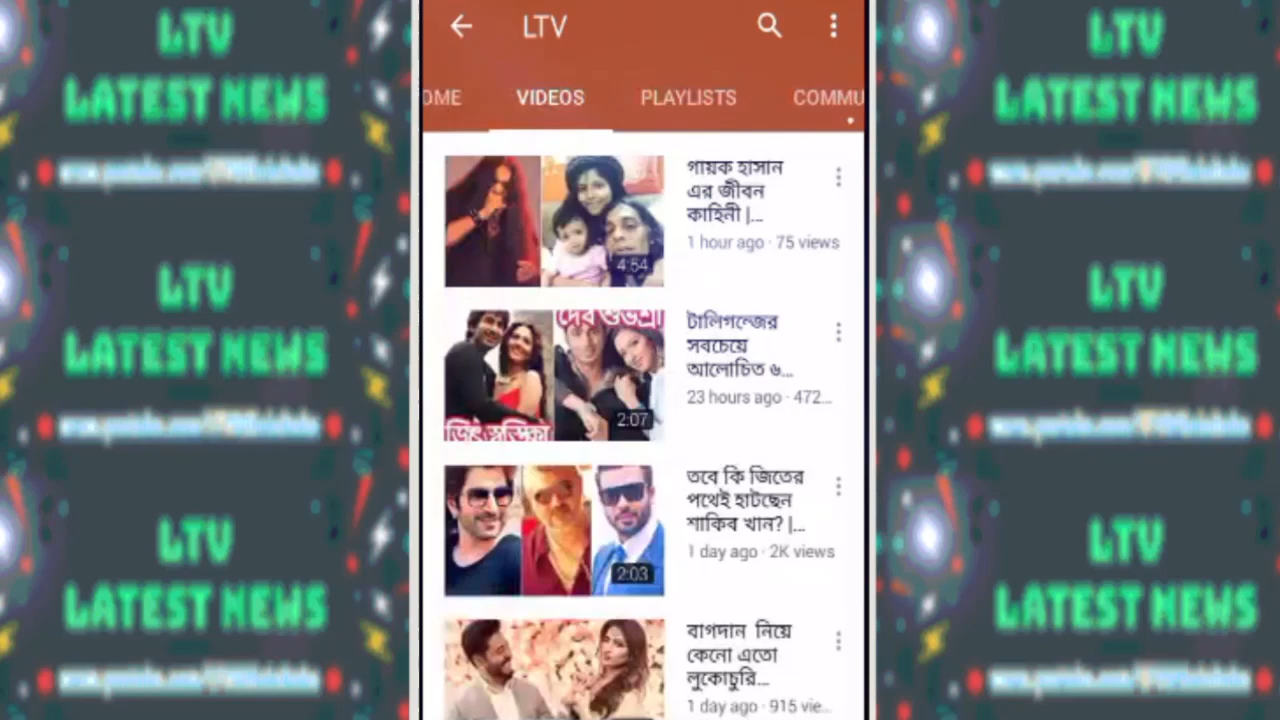 LTV
LATEST NEWS
LTV
LATEST NEWS
LTV
LATEST NEWS
LTV
OME
VIDEOS
PLAYLISTS
COMMU
গায়ক হাসান
এর জীবন
কাহিনী |...
1 hour ago · 75 views
4:54
দেব শুভশ্রী
টালিগন্জের
সবচেয়ে
আলোচিত ৬...
23 hours ago · 472...
2:07
তবে কি জিতের
পথেই হাটছেন
শাকিব খান? |...
1 day ago · 2K views
2:03
বাগদান নিয়ে
কেনো এতো
লুকোচুরি...
1 day ago · 915 vie...
LTV
LATEST NEWS
LTV
LATEST NEWS
LTV
LATEST NEWS